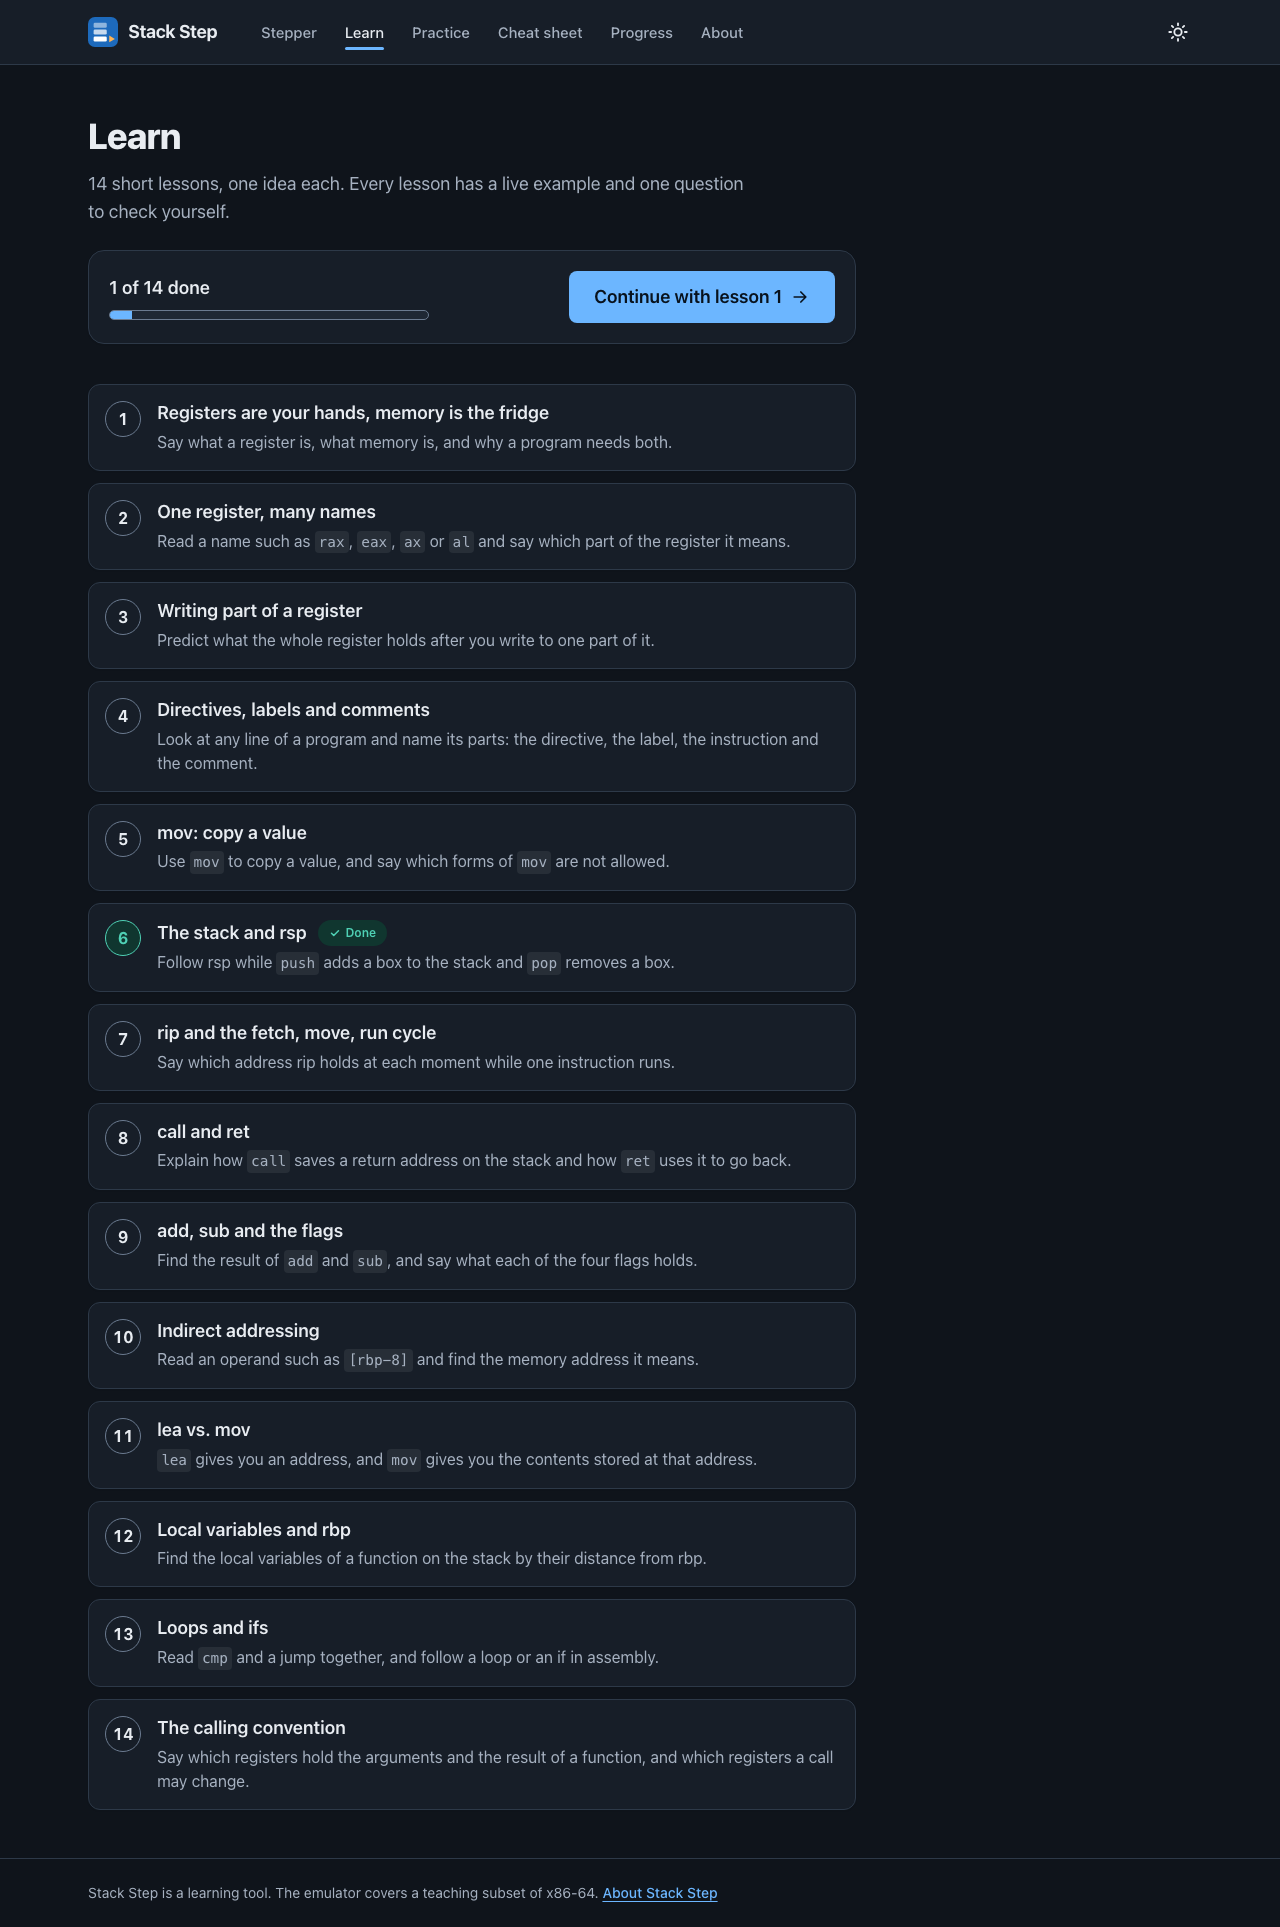 Stack Step
Stepper
Learn
Practice
Cheat sheet
Progress
About
Learn
14 short lessons, one idea each. Every lesson has a live example and one question
to check yourself.
1 of 14 done
Continue with lesson 1 →
1
Registers are your hands, memory is the fridge
Say what a register is, what memory is, and why a program needs both.
2
One register, many names
Read a name such as rax, eax, ax or al and say which part of the register it means.
3
Writing part of a register
Predict what the whole register holds after you write to one part of it.
4
Directives, labels and comments
Look at any line of a program and name its parts: the directive, the label, the instruction and
the comment.
5
mov: copy a value
Use mov to copy a value, and say which forms of mov are not allowed.
6
The stack and rsp ✓ Done
Follow rsp while push adds a box to the stack and pop removes a box.
7
rip and the fetch, move, run cycle
Say which address rip holds at each moment while one instruction runs.
8
call and ret
Explain how call saves a return address on the stack and how ret uses it to go back.
9
add, sub and the flags
Find the result of add and sub, and say what each of the four flags holds.
10
Indirect addressing
Read an operand such as [rbp−8] and find the memory address it means.
11
lea vs. mov
lea gives you an address, and mov gives you the contents stored at that address.
12
Local variables and rbp
Find the local variables of a function on the stack by their distance from rbp.
13
Loops and ifs
Read cmp and a jump together, and follow a loop or an if in assembly.
14
The calling convention
Say which registers hold the arguments and the result of a function, and which registers a call
may change.
Stack Step is a learning tool. The emulator covers a teaching subset of x86-64. About Stack Step